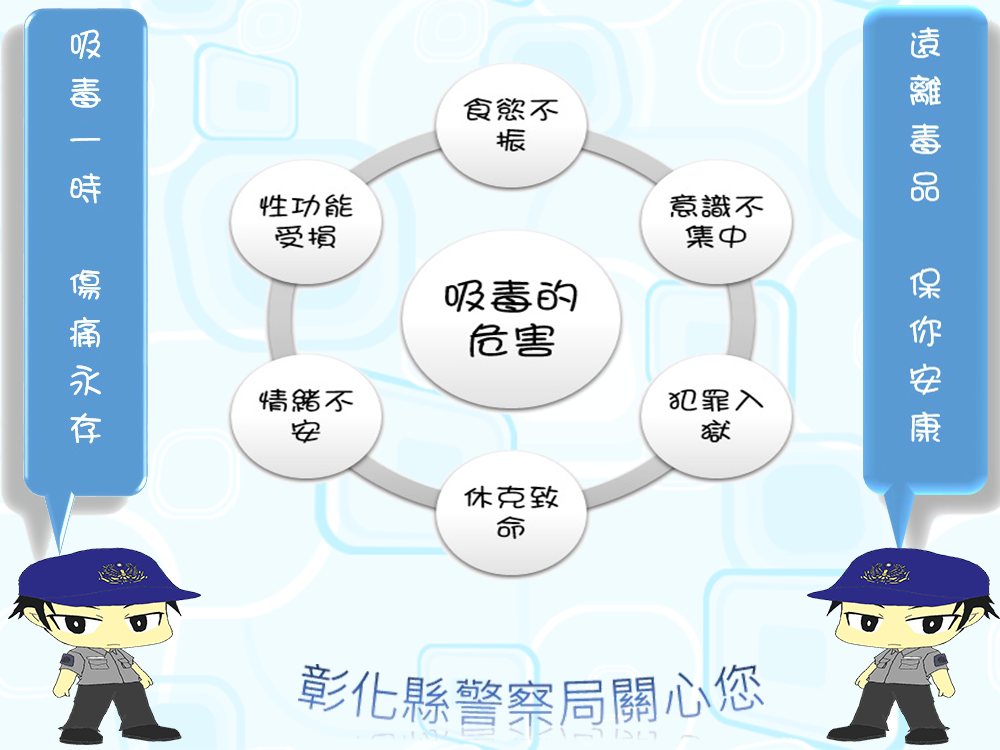 吸毒一時 傷痛永存
遠離毒品 保你安康
食慾不
振
意識不
集中
犯罪入
獄
休克致
命
情緒不
安
性功能
受損
吸毒的
危害
彰化縣警察局關心您